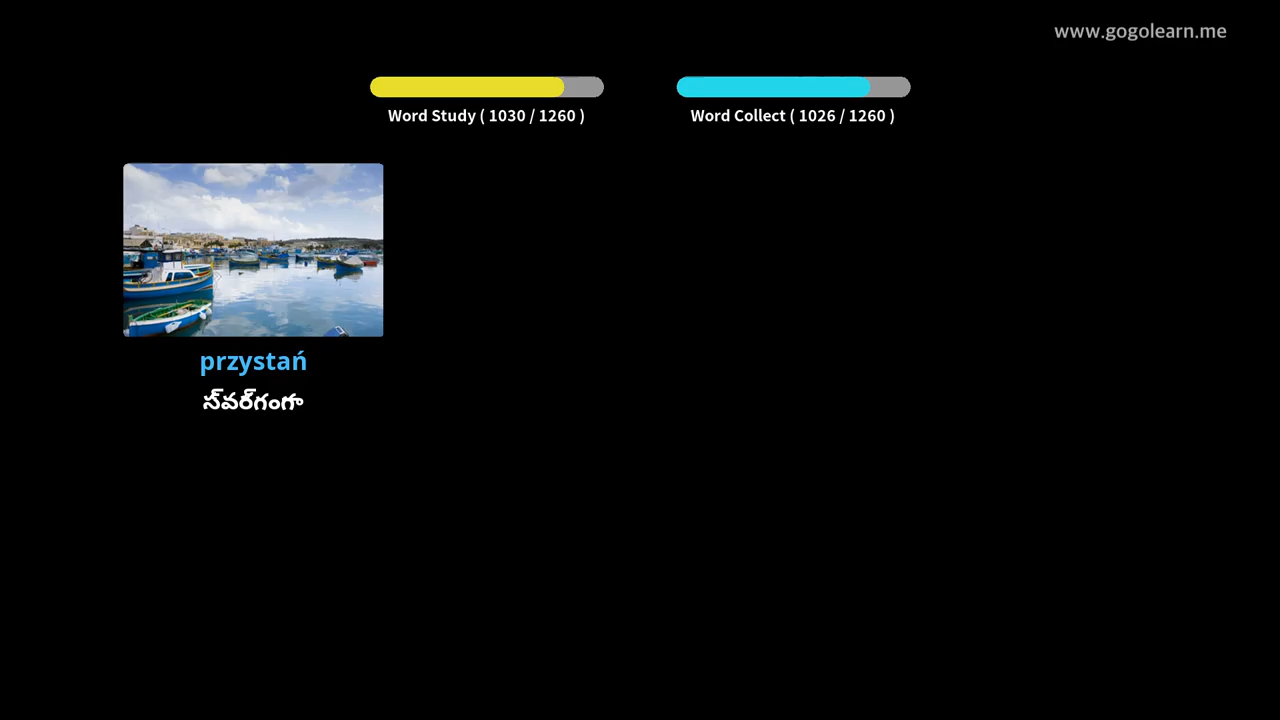 www.gogolearn.me
Word Study ( 1030 / 1260 )
Word Collect ( 1026 / 1260 )
przystań
స్‌వర్‌గంగా